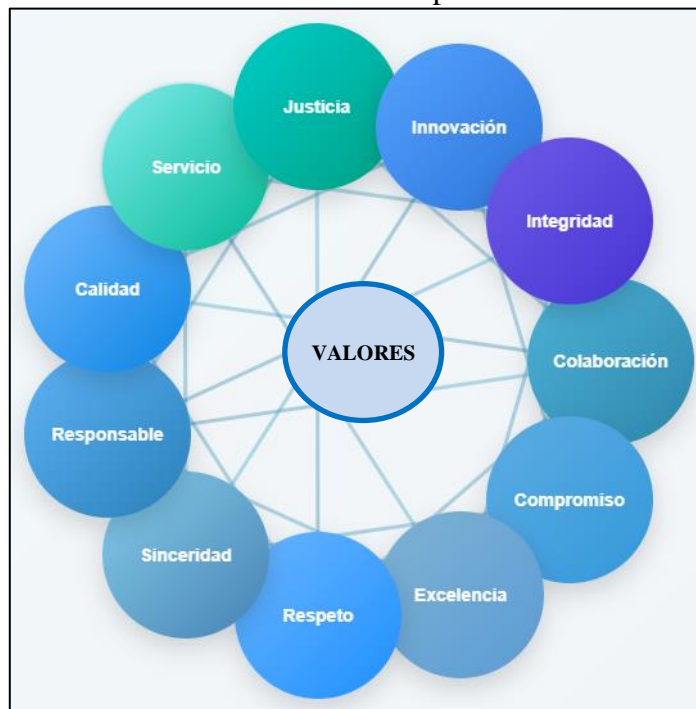 Justicia
Innovación
Servicio
Integridad
Calidad
VALORES
Colaboración
Responsable
Compromiso
Sinceridad
Excelencia
Respeto